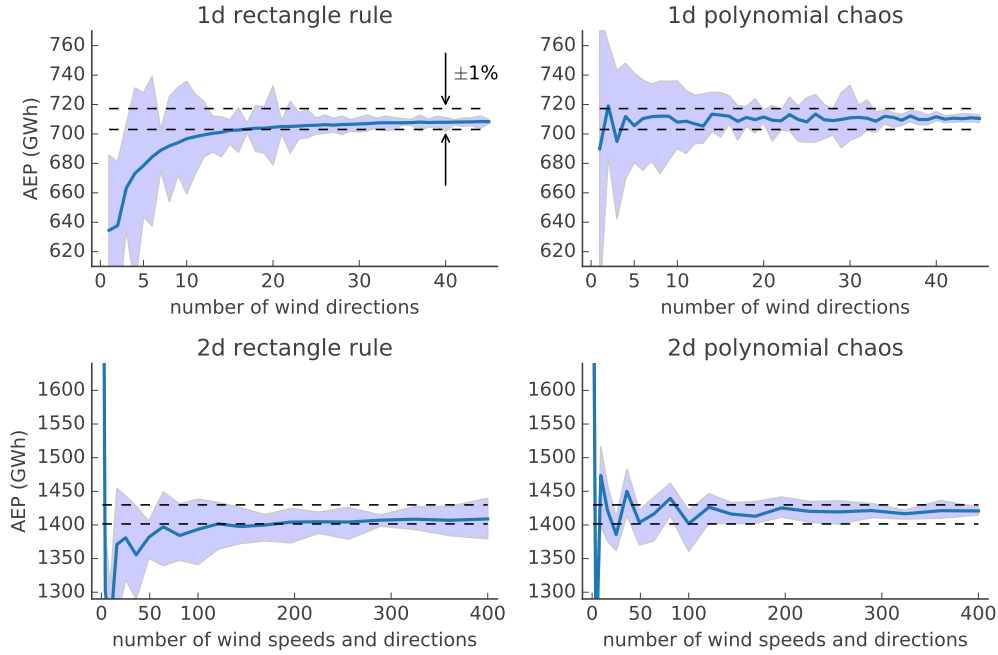 1d rectangle rule
760
740
720
700
680
660
640
620
AEP (GWh)
±1%
0 5 10 20 30 40
number of wind directions
1d polynomial chaos
760
740
720
700
680
660
640
620
0 5 10 20 30 40
number of wind directions
2d rectangle rule
1600
1550
1500
1450
1400
1350
1300
AEP (GWh)
0 50 100 200 300 400
number of wind speeds and directions
2d polynomial chaos
1600
1550
1500
1450
1400
1350
1300
0 50 100 200 300 400
number of wind speeds and directions